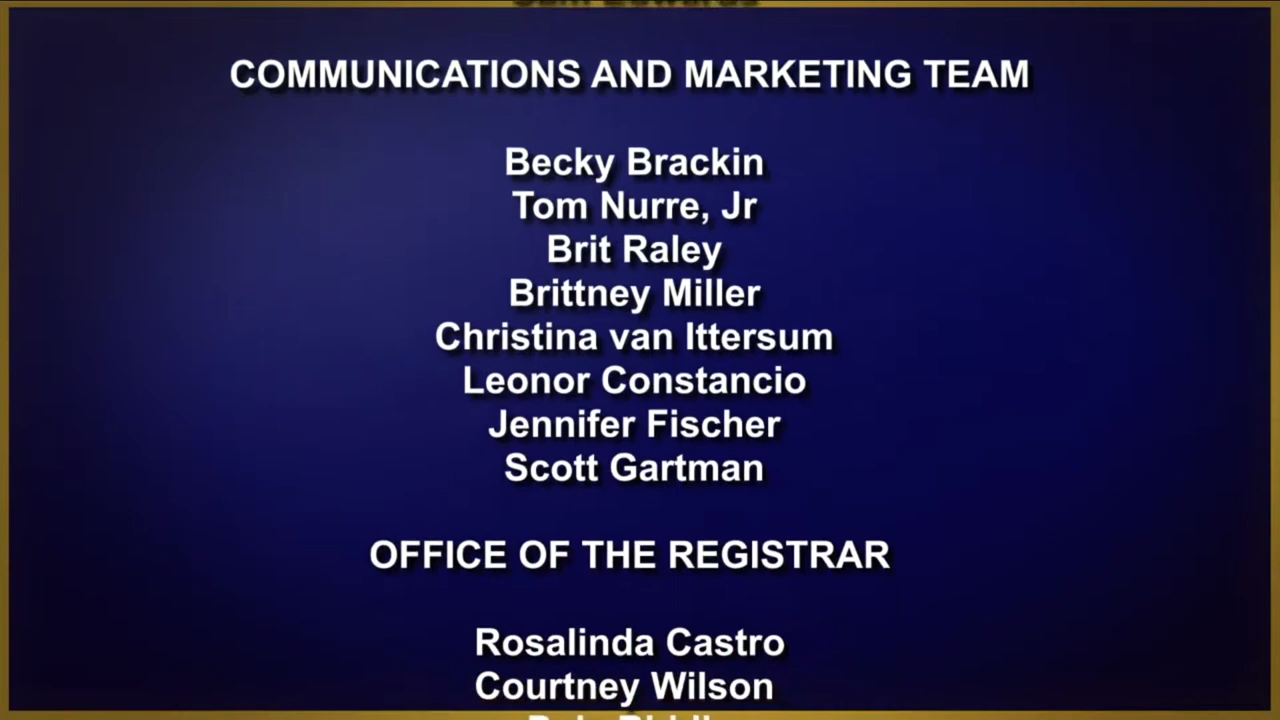 COMMUNICATIONS AND MARKETING TEAM
Becky Brackin
Tom Nurre, Jr
Brit Raley
Brittney Miller
Christina van Ittersum
Leonor Constancio
Jennifer Fischer
Scott Gartman
OFFICE OF THE REGISTRAR
Rosalinda Castro
Courtney Wilson